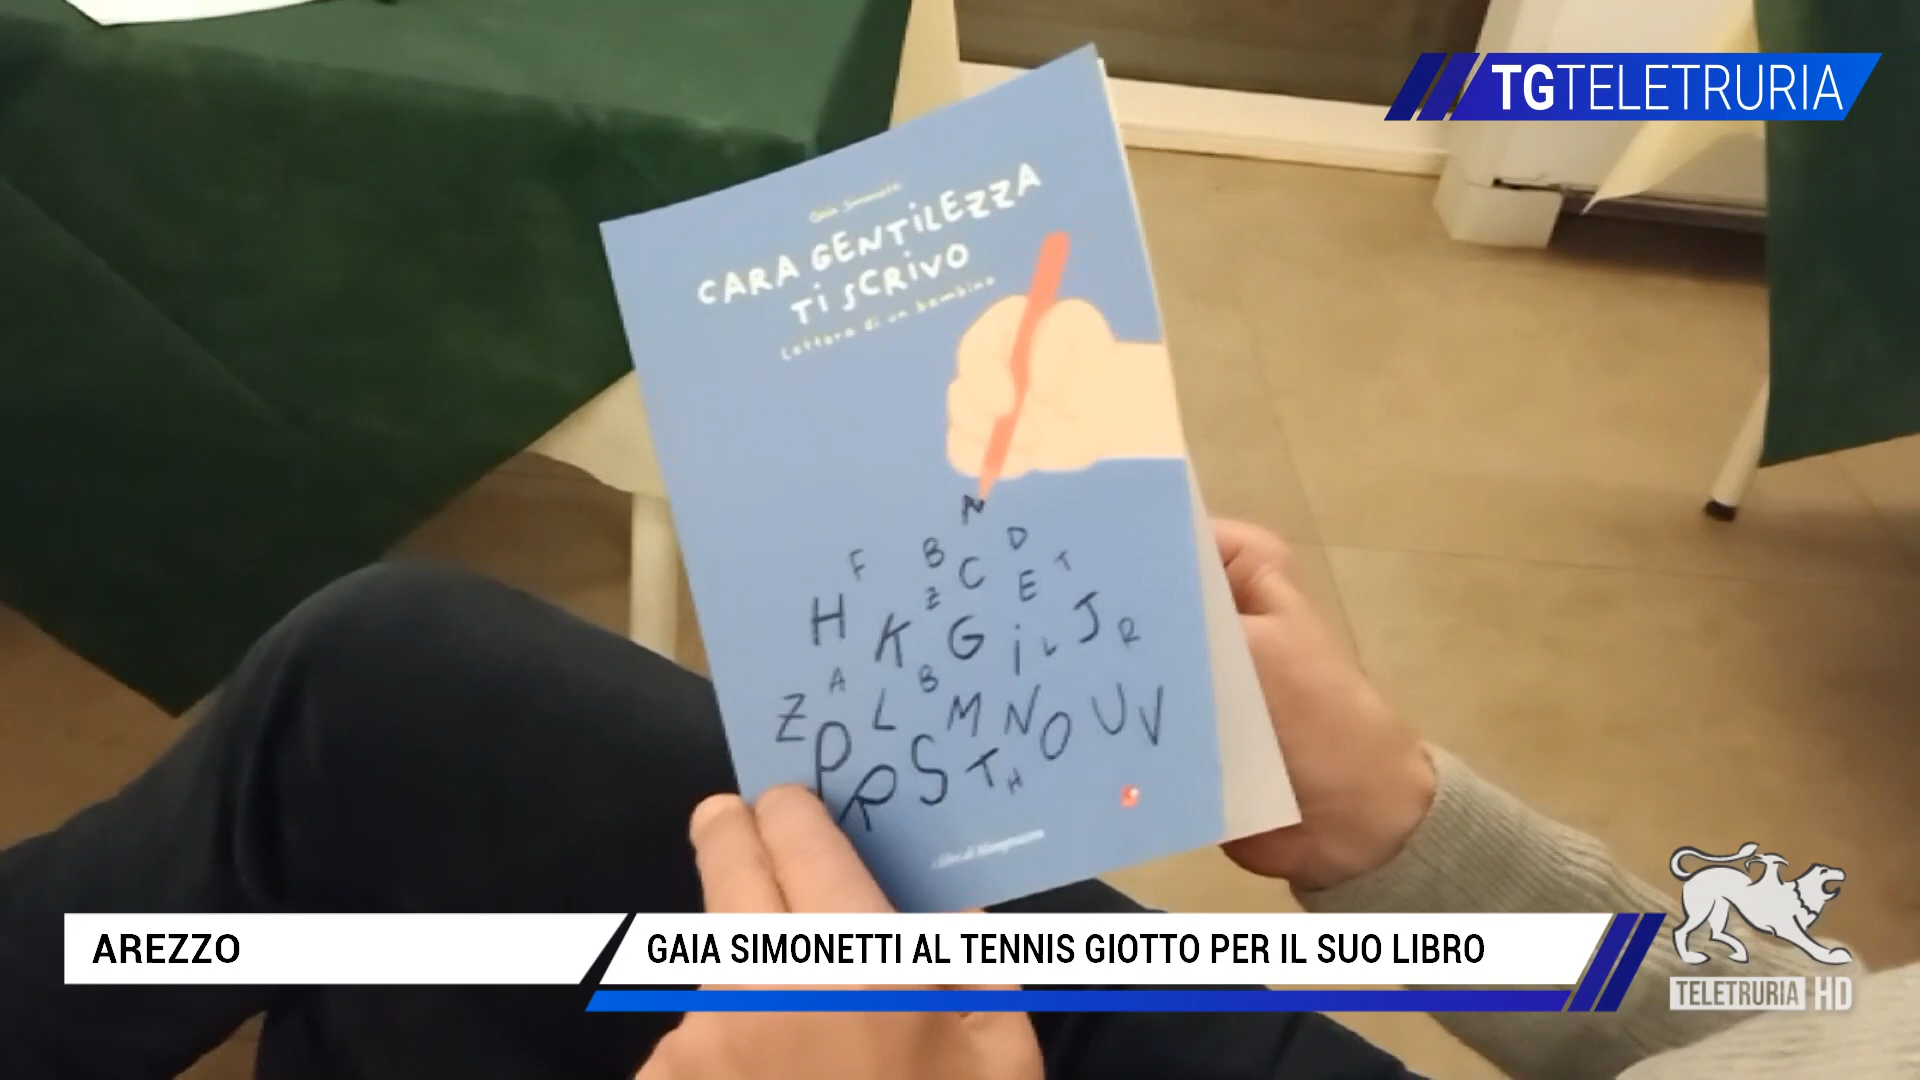 TGTELETRURIA
Gaia Simonetti
CARA GENTILEZZA
Ti SCRiVO
Lettera di un bambino
N
F B D
C T
H Z E
K G i L J R
A B
Z L M N O U V
P R S T H
AREZZO
GAIA SIMONETTI AL TENNIS GIOTTO PER IL SUO LIBRO
TELETRURIA HD